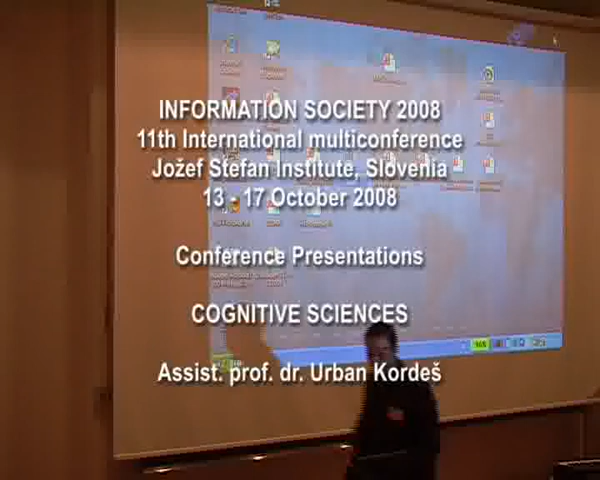 INFORMATION SOCIETY 2008
11th International multiconference
Jožef Stefan Institute, Slovenia
13 - 17 October 2008
Conference Presentations
COGNITIVE SCIENCES
Assist. prof. dr. Urban Kordeš